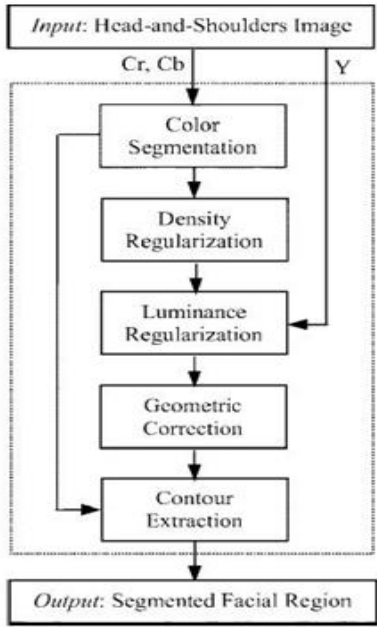 Input: Head-and-Shoulders Image
Cr, Cb
Y
Color
Segmentation
Density
Regularization
Luminance
Regularization
Geometric
Correction
Contour
Extraction
Output: Segmented Facial Region